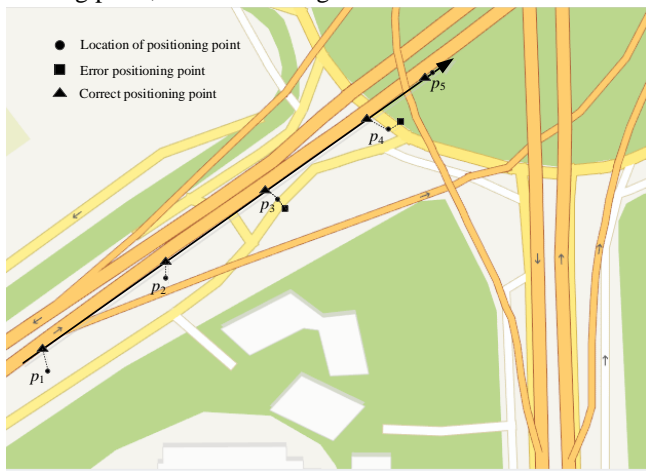 Location of positioning point
Error positioning point
Correct positioning point
p5
p4
p3
p2
p1